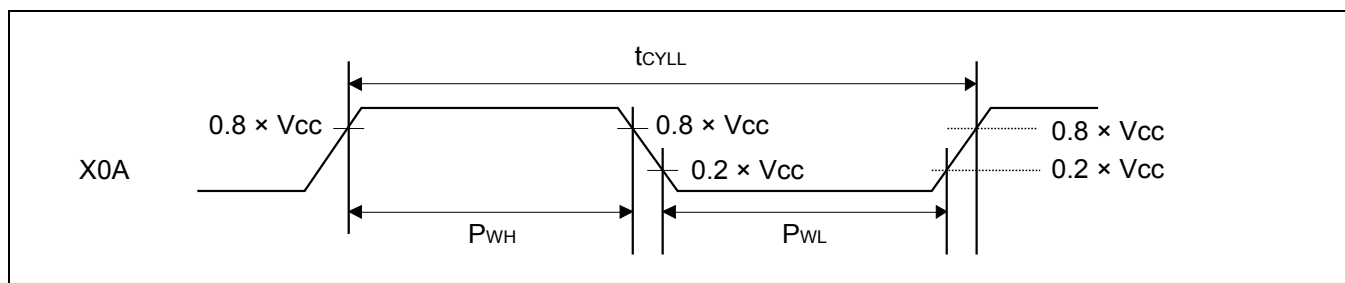 tCYLL
0.8 × Vcc
0.8 × Vcc
0.8 × Vcc
X0A
0.2 × Vcc
0.2 × Vcc
PWH
PWL